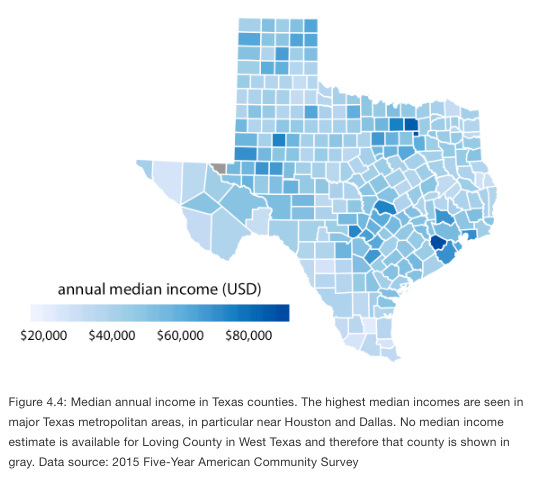 annual median income (USD)
$20,000 $40,000 $60,000 $80,000
Figure 4.4: Median annual income in Texas counties. The highest median incomes are seen in
major Texas metropolitan areas, in particular near Houston and Dallas. No median income
estimate is available for Loving County in West Texas and therefore that county is shown in
gray. Data source: 2015 Five-Year American Community Survey